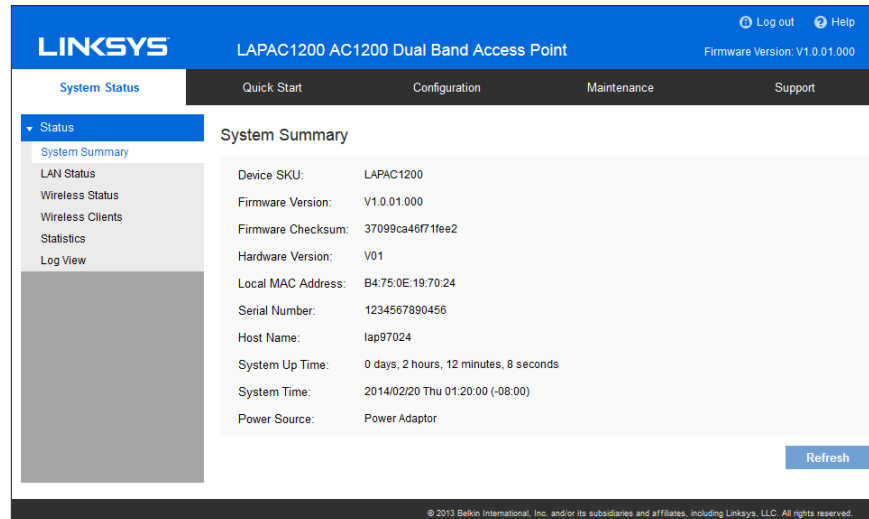 Log out Help
LINKSYS LAPAC1200 AC1200 Dual Band Access Point Firmware Version: V1.0.01.000
System Status Quick Start Configuration Maintenance Support
Status
System Summary
LAN Status
Wireless Status
Wireless Clients
Statistics
Log View
System Summary
Device SKU: LAPAC1200
Firmware Version: V1.0.01.000
Firmware Checksum: 37099ca46f71fee2
Hardware Version: V01
Local MAC Address: B4:75:0E:19:70:24
Serial Number: 1234567890456
Host Name: lap97024
System Up Time: 0 days, 2 hours, 12 minutes, 8 seconds
System Time: 2014/02/20 Thu 01:20:00 (-08:00)
Power Source: Power Adaptor
Refresh
© 2013 Belkin International, Inc. and/or its subsidiaries and affiliates, including Linksys, LLC. All rights reserved.